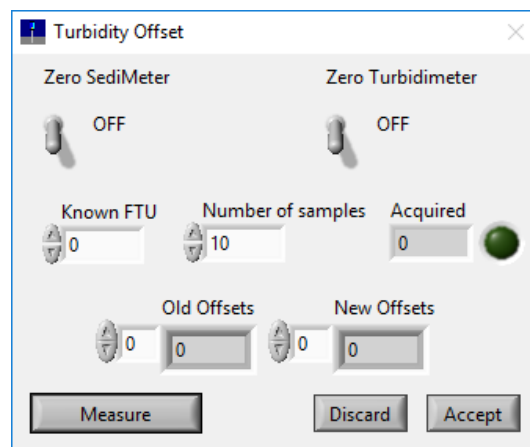 Turbidity Offset
Zero SediMeter Zero Turbidimeter
OFF OFF
Known FTU Number of samples Acquired
0 10 0
Old Offsets New Offsets
0 0 0 0
Measure Discard Accept